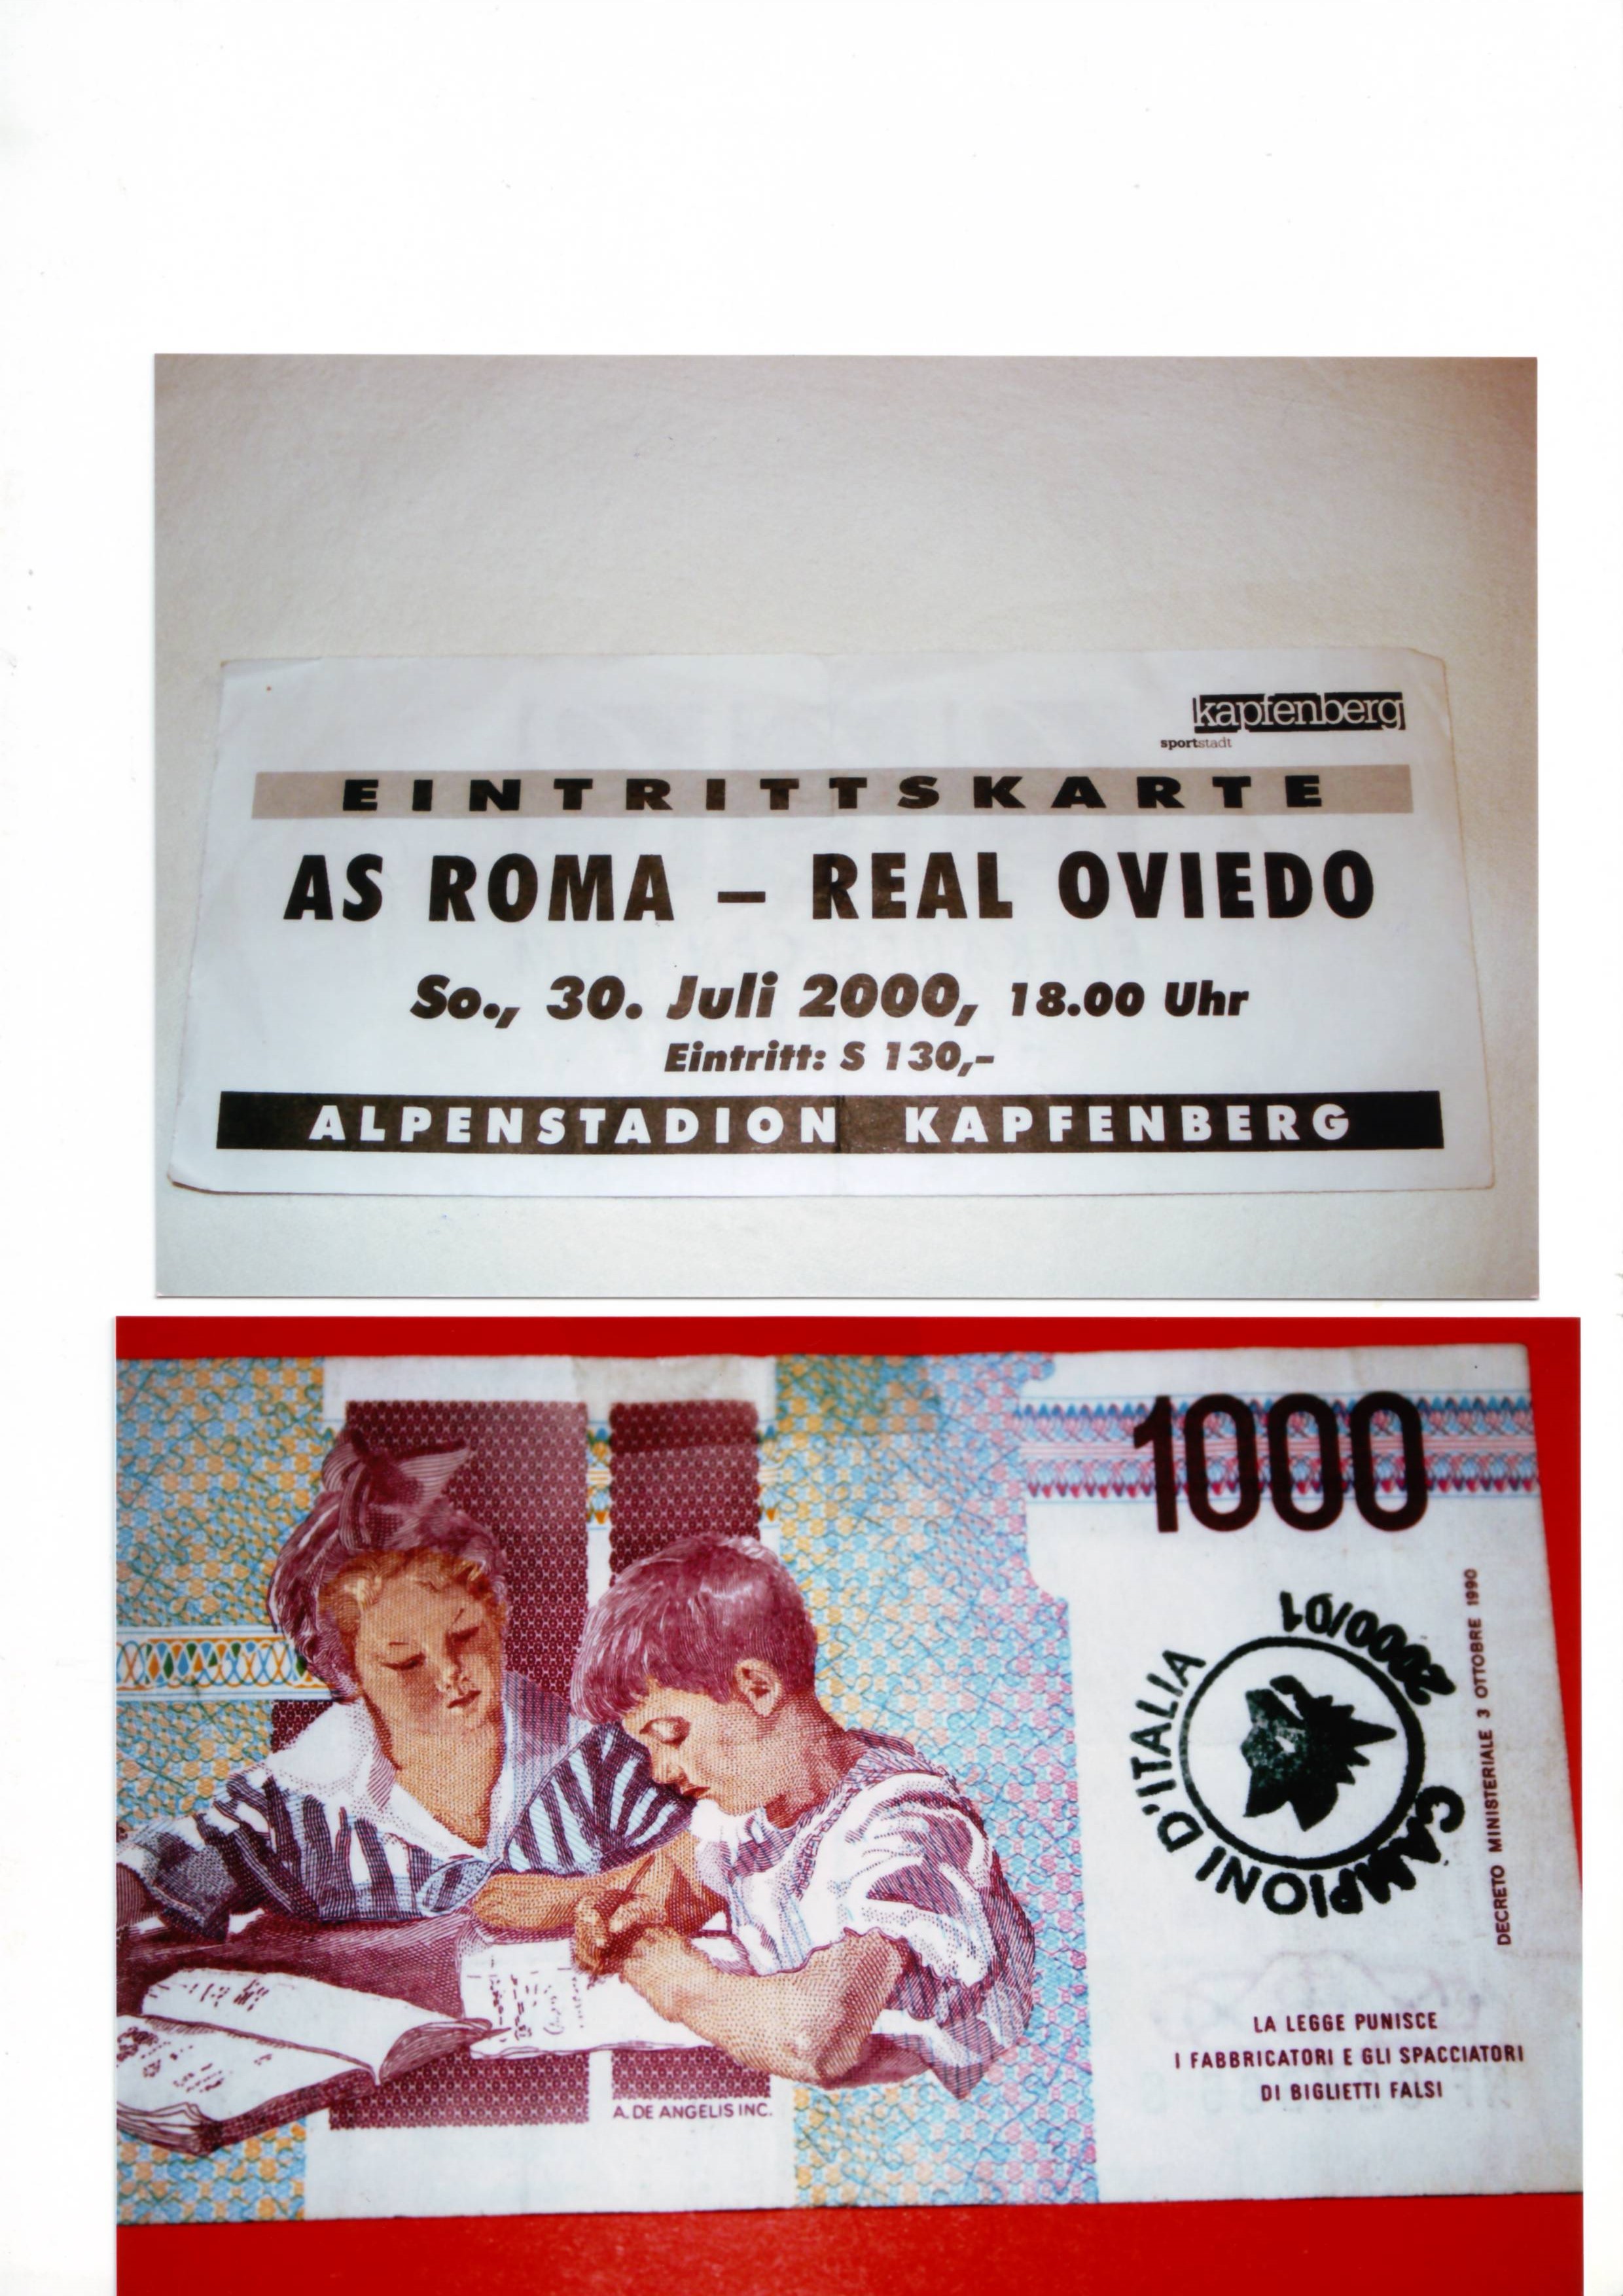 kapfenberg
sportstadt
EINTRITTSKARTE
AS ROMA – REAL OVIEDO
So., 30. Juli 2000, 18.00 Uhr
Eintritt: S 130,–
ALPENSTADION KAPFENBERG
1000
CAMPIONI D'ITALIA 2000/01
DECRETO MINISTERIALE 3 OTTOBRE 1990
LA LEGGE PUNISCE
I FABBRICATORI E GLI SPACCIATORI
DI BIGLIETTI FALSI
A. DE ANGELIS INC.